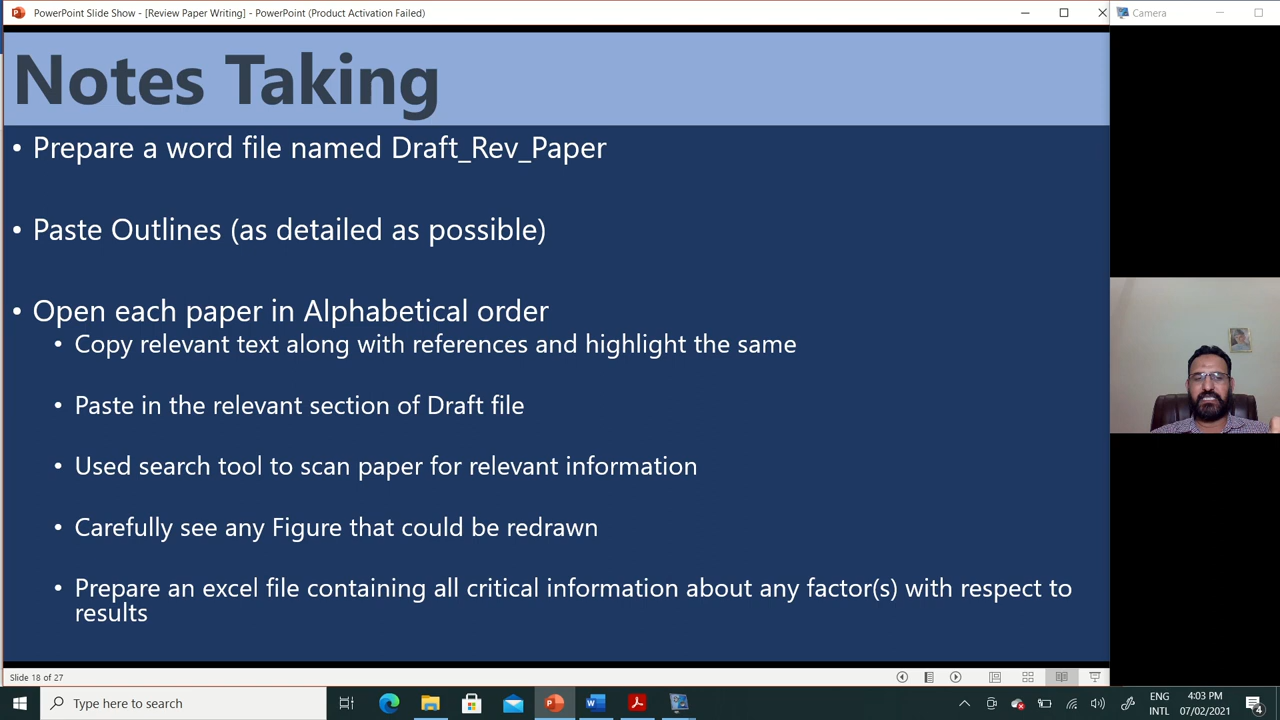 PowerPoint Slide Show - [Review Paper Writing] - PowerPoint (Product Activation Failed)
Camera
Notes Taking
• Prepare a word file named Draft_Rev_Paper
• Paste Outlines (as detailed as possible)
• Open each paper in Alphabetical order
• Copy relevant text along with references and highlight the same
• Paste in the relevant section of Draft file
• Used search tool to scan paper for relevant information
• Carefully see any Figure that could be redrawn
• Prepare an excel file containing all critical information about any factor(s) with respect to
results
Slide 18 of 27
Type here to search
ENG
INTL
4:03 PM
07/02/2021
4